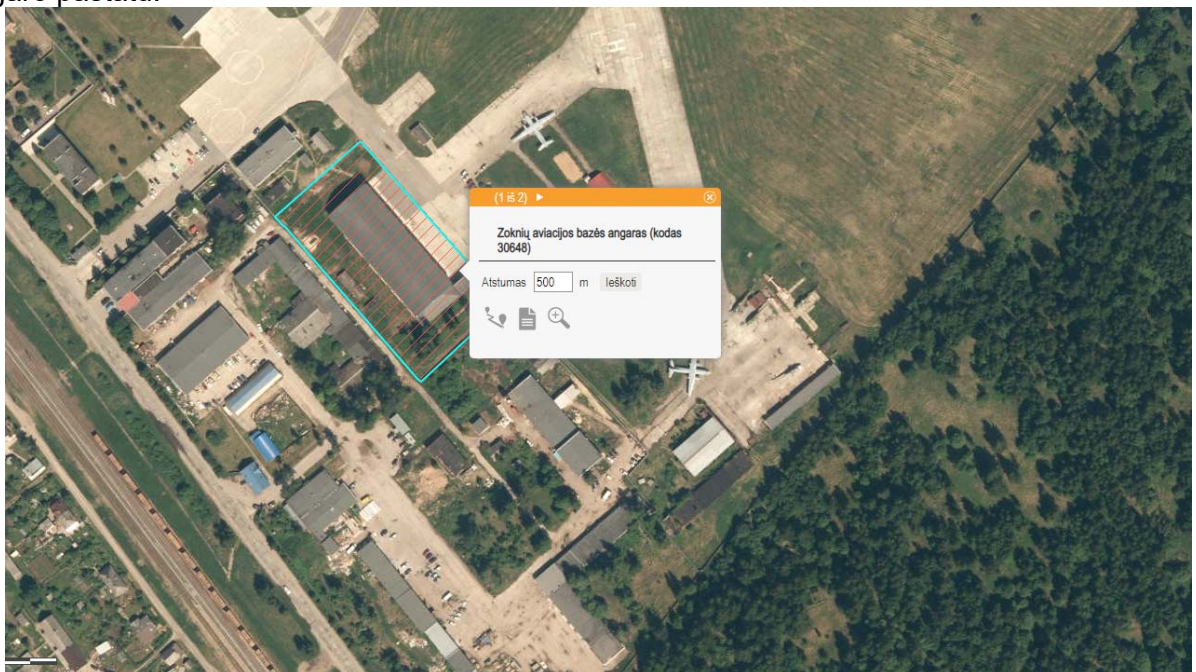 (1 iš 2)
Zoknių aviacijos bazės angaras (kodas
30648)
Atstumas 500 m Ieškoti